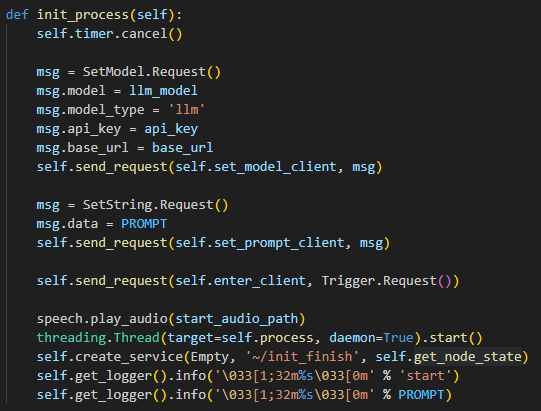 def init_process(self):
    self.timer.cancel()

    msg = SetModel.Request()
    msg.model = llm_model
    msg.model_type = 'llm'
    msg.api_key = api_key
    msg.base_url = base_url
    self.send_request(self.set_model_client, msg)

    msg = SetString.Request()
    msg.data = PROMPT
    self.send_request(self.set_prompt_client, msg)

    self.send_request(self.enter_client, Trigger.Request())

    speech.play_audio(start_audio_path)
    threading.Thread(target=self.process, daemon=True).start()
    self.create_service(Empty, '~/init_finish', self.get_node_state)
    self.get_logger().info('\033[1;32m%s\033[0m' % 'start')
    self.get_logger().info('\033[1;32m%s\033[0m' % PROMPT)